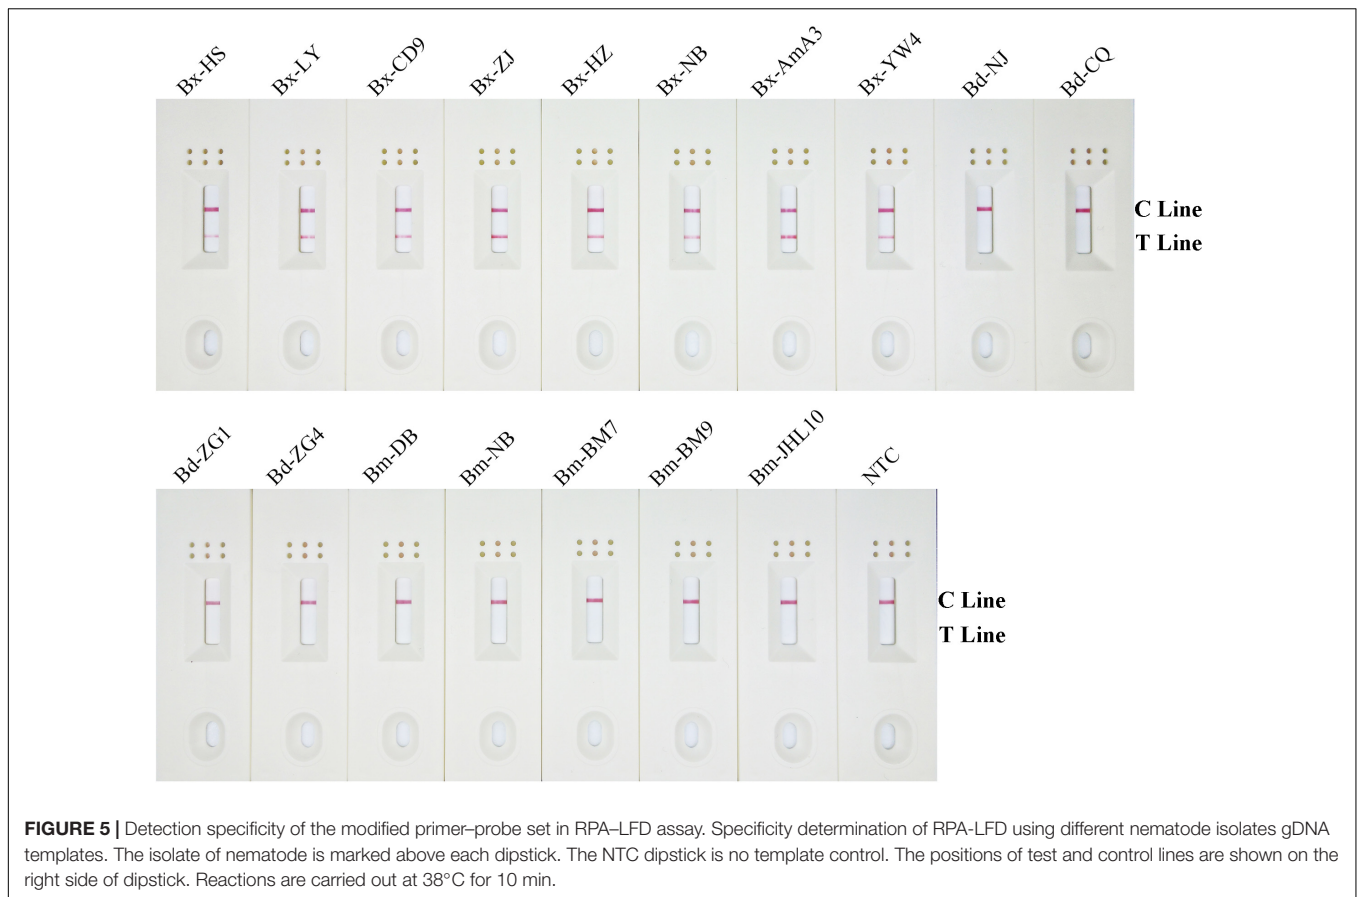 Bx-HS Bx-LY Bx-CD9 Bx-ZJ Bx-HZ Bx-NB Bx-AmA3 Bx-YW4 Bd-NJ Bd-CQ
C Line
T Line
Bd-ZG1 Bd-ZG4 Bm-DB Bm-NB Bm-BM7 Bm-BM9 Bm-JHL10 NTC
C Line
T Line
FIGURE 5 | Detection specificity of the modified primer–probe set in RPA–LFD assay. Specificity determination of RPA-LFD using different nematode isolates gDNA
templates. The isolate of nematode is marked above each dipstick. The NTC dipstick is no template control. The positions of test and control lines are shown on the
right side of dipstick. Reactions are carried out at 38°C for 10 min.